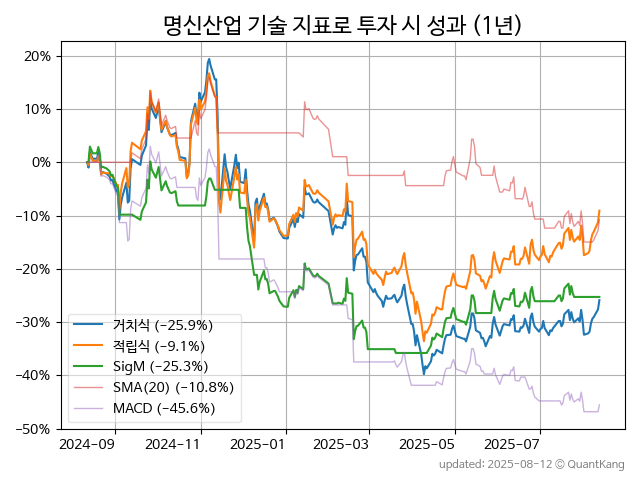 명신산업 기술 지표로 투자 시 성과 (1년)
20%
10%
0%
−10%
−20%
−30%
−40%
−50%
거치식 (−25.9%)
적립식 (−9.1%)
SigM (−25.3%)
SMA(20) (−10.8%)
MACD (−45.6%)
2024-09
2024-11
2025-01
2025-03
2025-05
2025-07
updated: 2025-08-12 © QuantKang